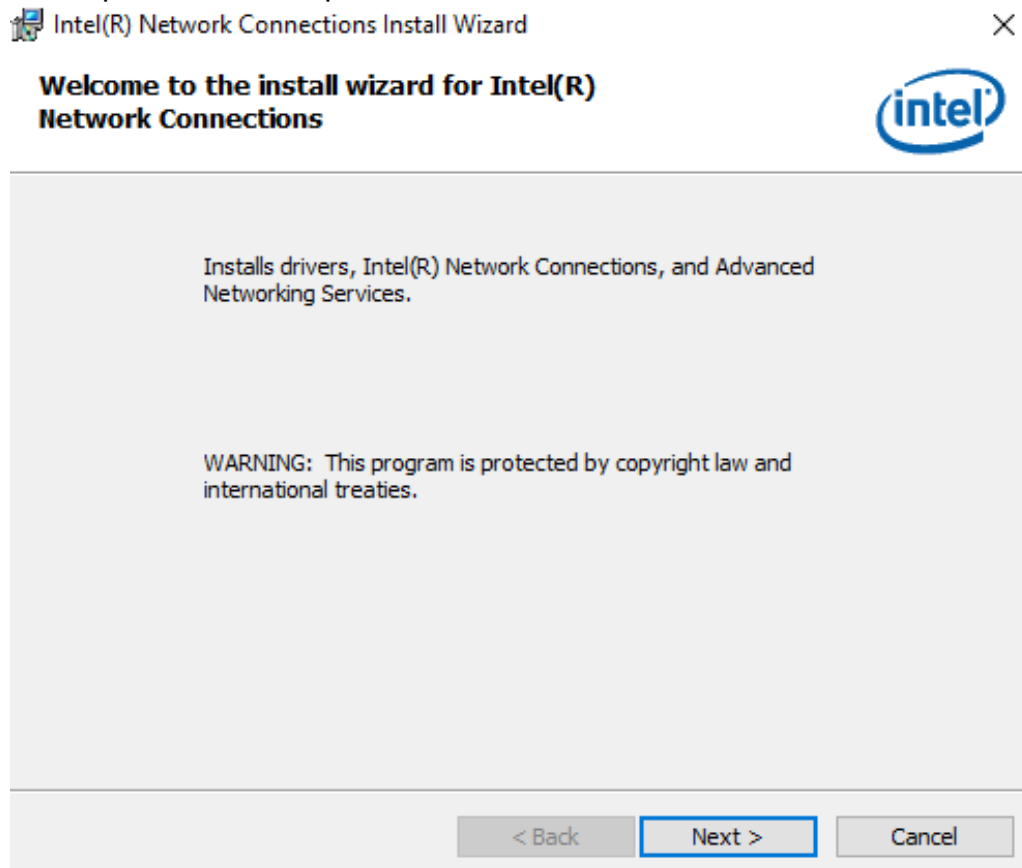 Intel(R) Network Connections Install Wizard
Welcome to the install wizard for Intel(R)
Network Connections
intel
Installs drivers, Intel(R) Network Connections, and Advanced
Networking Services.
WARNING: This program is protected by copyright law and
international treaties.
< Back
Next >
Cancel